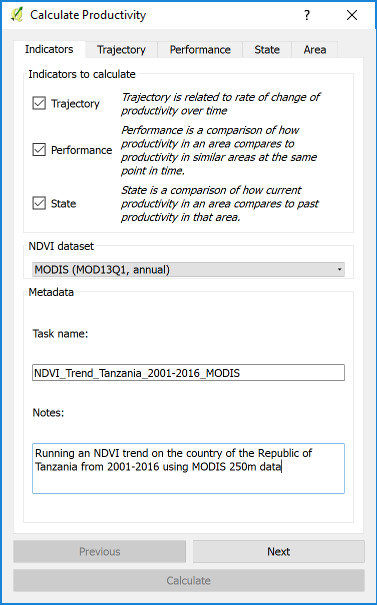 Calculate Productivity
Indicators Trajectory Performance State Area
Indicators to calculate
Trajectory
Trajectory is related to rate of change of
productivity over time
Performance
Performance is a comparison of how
productivity in an area compares to
productivity in similar areas at the same
point in time.
State
State is a comparison of how current
productivity in an area compares to past
productivity in that area.
NDVI dataset
MODIS (MOD13Q1, annual)
Metadata
Task name:
NDVI_Trend_Tanzania_2001-2016_MODIS
Notes:
Running an NDVI trend on the country of the Republic of
Tanzania from 2001-2016 using MODIS 250m data
Previous Next
Calculate